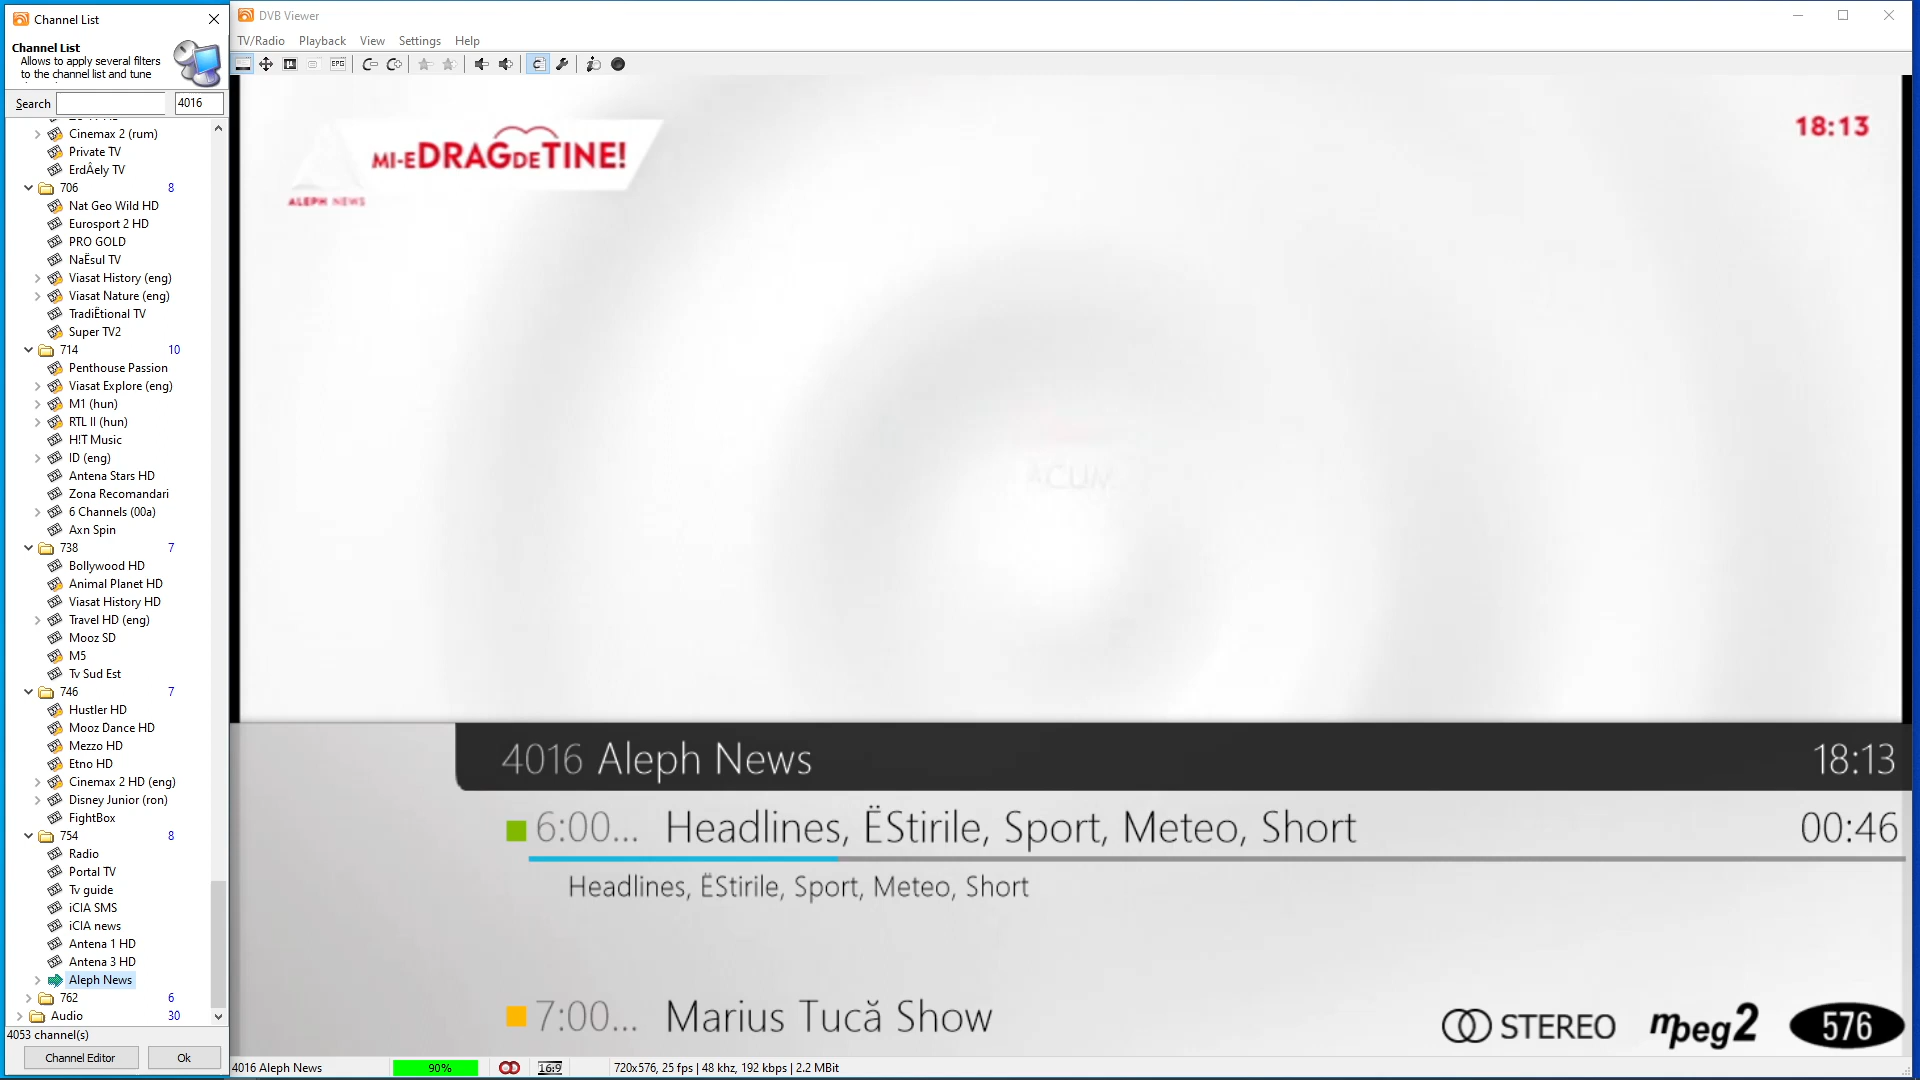 Channel List
Channel List
Allows to apply several filters
to the channel list and tune
Search
4016
Cinemax 2 (rum)
Private TV
ErdÂely TV
706 8
Nat Geo Wild HD
Eurosport 2 HD
PRO GOLD
NaËsul TV
Viasat History (eng)
Viasat Nature (eng)
TradiËtional TV
Super TV2
714 10
Penthouse Passion
Viasat Explore (eng)
M1 (hun)
RTL II (hun)
H!T Music
ID (eng)
Antena Stars HD
Zona Recomandari
6 Channels (00a)
Axn Spin
738 7
Bollywood HD
Animal Planet HD
Viasat History HD
Travel HD (eng)
Mooz SD
M5
Tv Sud Est
746 7
Hustler HD
Mooz Dance HD
Mezzo HD
Etno HD
Cinemax 2 HD (eng)
Disney Junior (ron)
FightBox
754 8
Radio
Portal TV
Tv guide
iCIA SMS
iCIA news
Antena 1 HD
Antena 3 HD
Aleph News
762 6
Audio 30
4053 channel(s)
Channel Editor Ok
DVB Viewer
TV/Radio Playback View Settings Help
EPG
MI-E DRAG DE TINE!
ALEPH NEWS
18:13
ACUM
4016 Aleph News 18:13
6:00... Headlines, ËStirile, Sport, Meteo, Short 00:46
Headlines, ËStirile, Sport, Meteo, Short
7:00... Marius Tucă Show
STEREO mpeg2 576
4016 Aleph News 90% 16:9 720x576, 25 fps | 48 khz, 192 kbps | 2.2 MBit